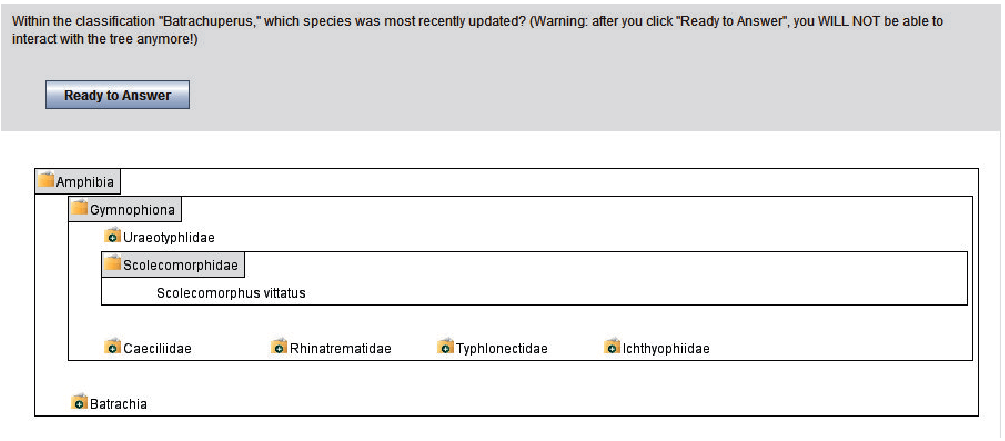 Within the classification "Batrachuperus," which species was most recently updated? (Warning: after you click "Ready to Answer", you WILL NOT be able to
interact with the tree anymore!)
Ready to Answer
Amphibia
Gymnophiona
Uraeotyphlidae
Scolecomorphidae
Scolecomorphus vittatus
Caeciliidae Rhinatrematidae Typhlonectidae Ichthyophiidae
Batrachia